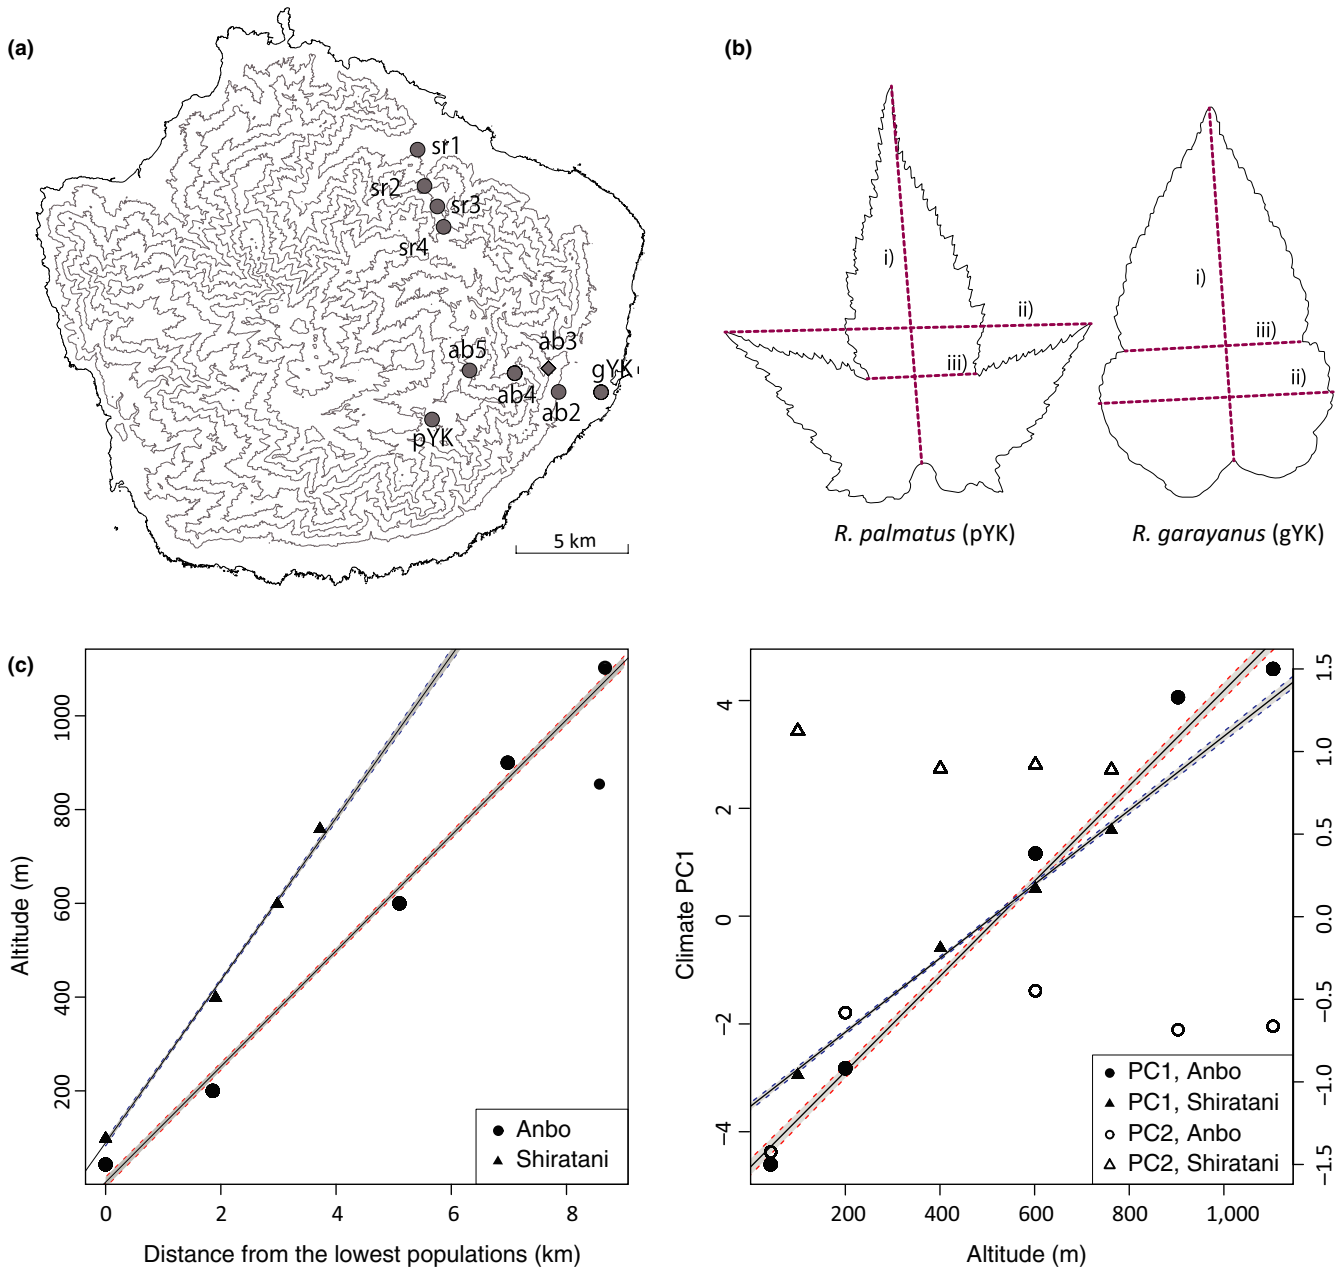 (a)
sr1
sr2
sr3
sr4
ab3
ab5
gYK
ab4
ab2
pYK
5 km
(b)
i)
ii)
iii)
R. palmatus (pYK)
i)
iii)
ii)
R. garayanus (gYK)
(c)
Altitude (m)
1000
800
600
400
200
0
2
4
6
8
Distance from the lowest populations (km)
Anbo
Shiratani
Climate PC1
4
2
0
−2
−4
200
400
600
800
1,000
Altitude (m)
1.5
1.0
0.5
0.0
−0.5
−1.0
−1.5
PC1, Anbo
PC1, Shiratani
PC2, Anbo
PC2, Shiratani